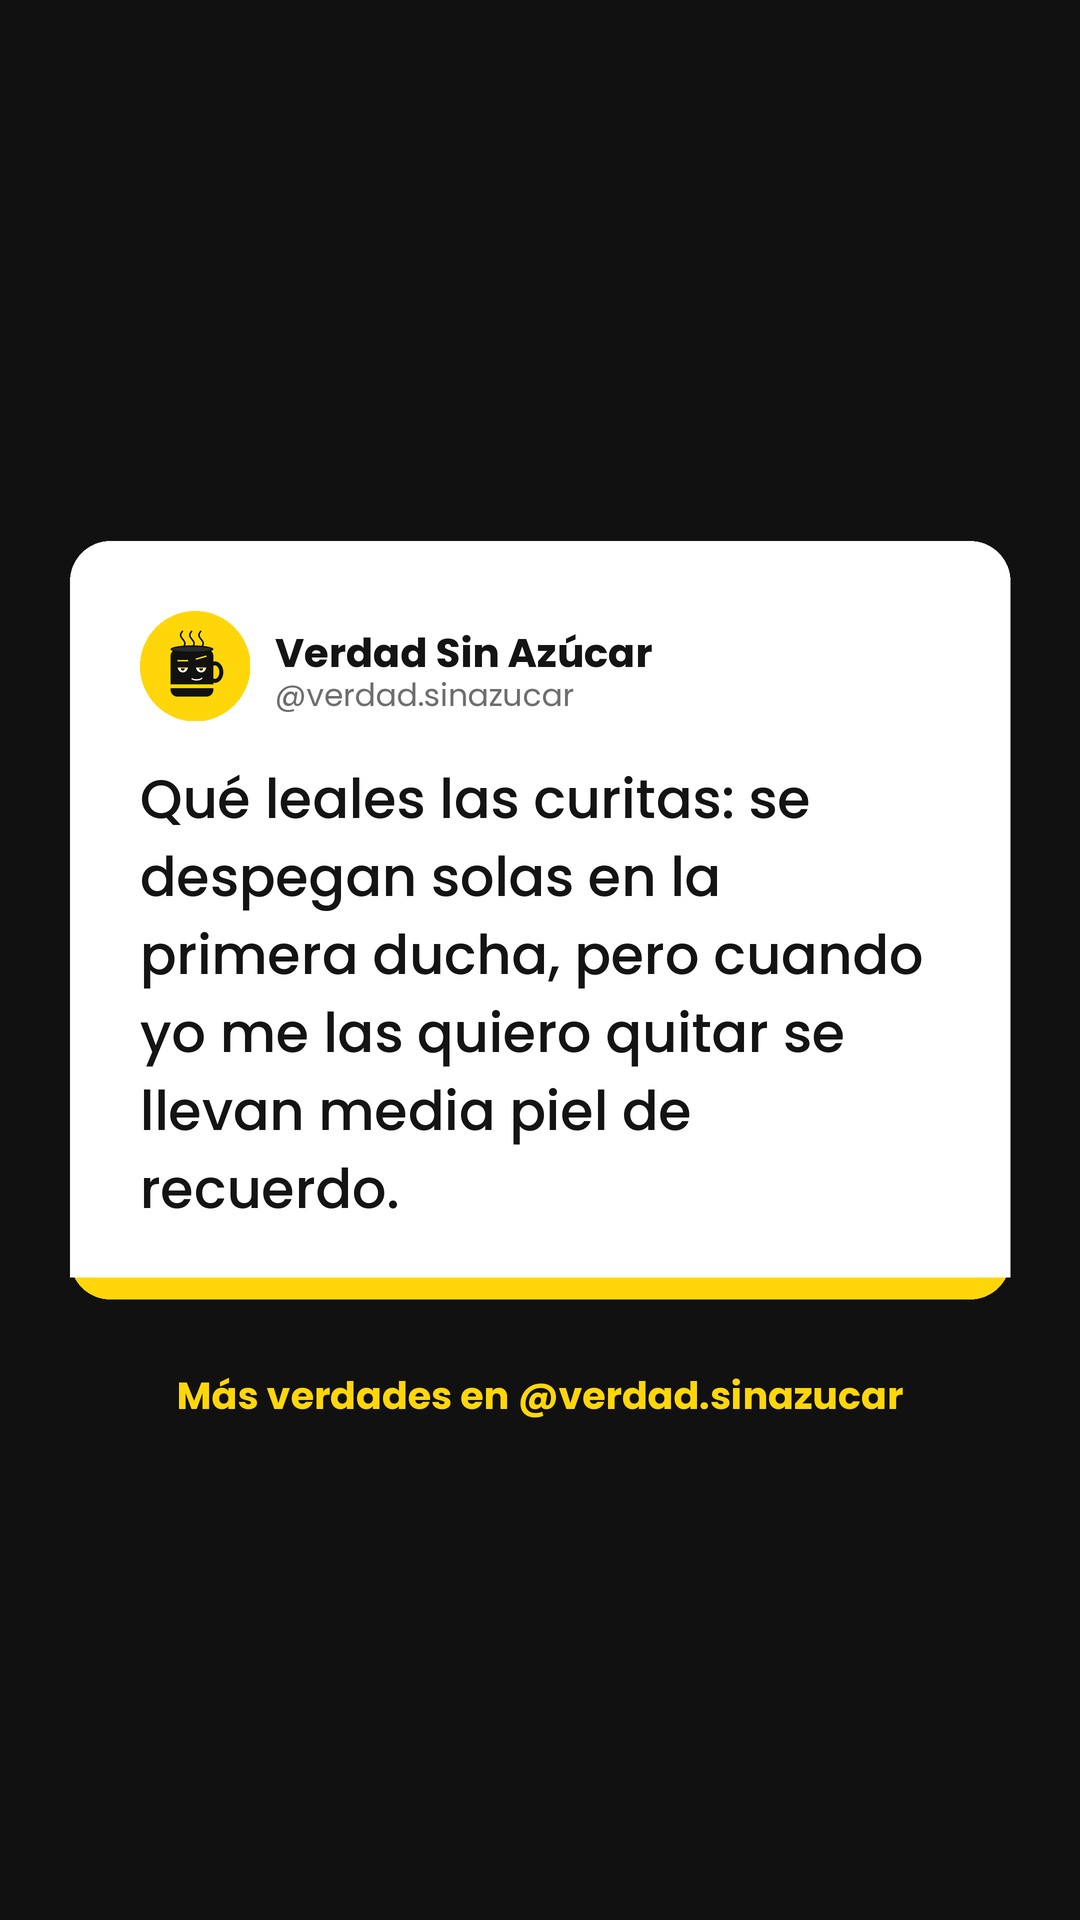 Verdad Sin Azúcar
@verdad.sinazucar
Qué leales las curitas: se
despegan solas en la
primera ducha, pero cuando
yo me las quiero quitar se
llevan media piel de
recuerdo.
Más verdades en @verdad.sinazucar